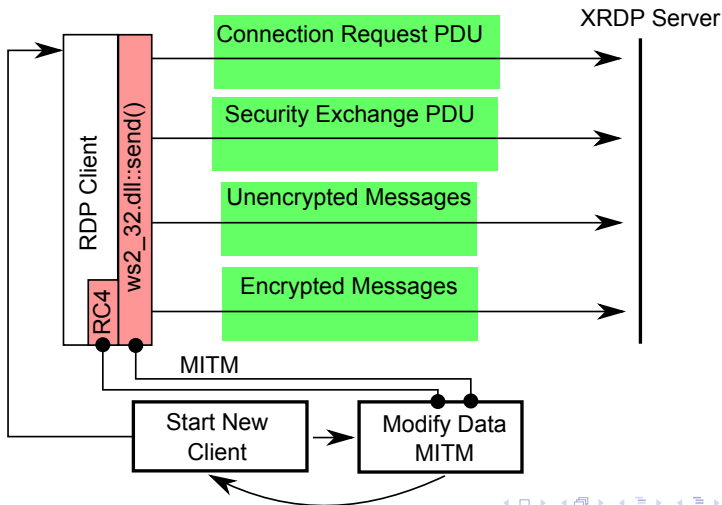 XRDP Server
Connection Request PDU
Security Exchange PDU
Unencrypted Messages
Encrypted Messages
RDP Client
RC4
ws2_32.dll::send()
MITM
Start New
Client
Modify Data
MITM